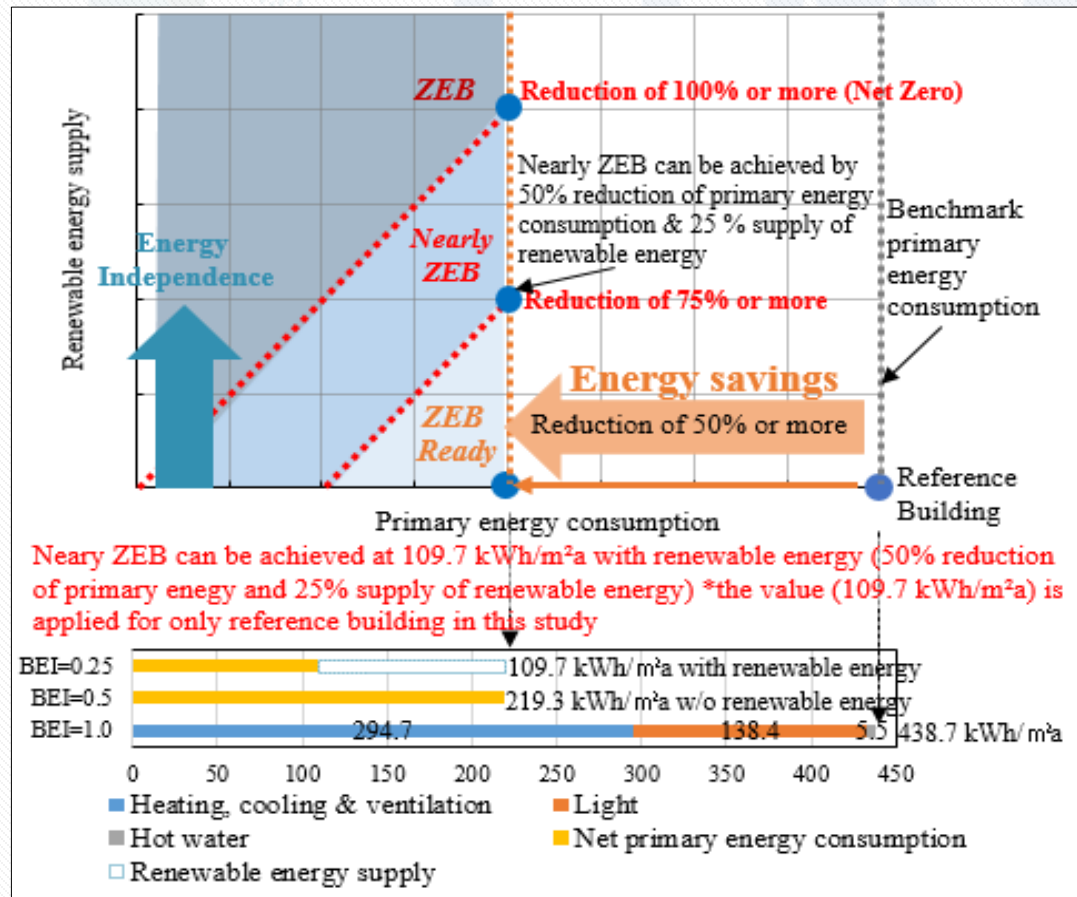 Renewable energy supply
ZEB
Reduction of 100% or more (Net Zero)
Nearly ZEB can be achieved by
50% reduction of primary energy
consumption & 25 % supply of
renewable energy
Benchmark
primary
energy
consumption
Energy
Independence
Nearly
ZEB
Reduction of 75% or more
Energy savings
Reduction of 50% or more
ZEB
Ready
Reference
Building
Primary energy consumption
Neary ZEB can be achieved at 109.7 kWh/m²a with renewable energy (50% reduction
of primary enegy and 25% supply of renewable energy) *the value (109.7 kWh/m²a) is
applied for only reference building in this study
BEI=0.25
109.7 kWh/㎡a with renewable energy
BEI=0.5
219.3 kWh/㎡a w/o renewable energy
BEI=1.0
294.7
138.4
5.5
438.7 kWh/㎡a
0 50 100 150 200 250 300 350 400 450
Heating, cooling & ventilation
Light
Hot water
Net primary energy consumption
Renewable energy supply